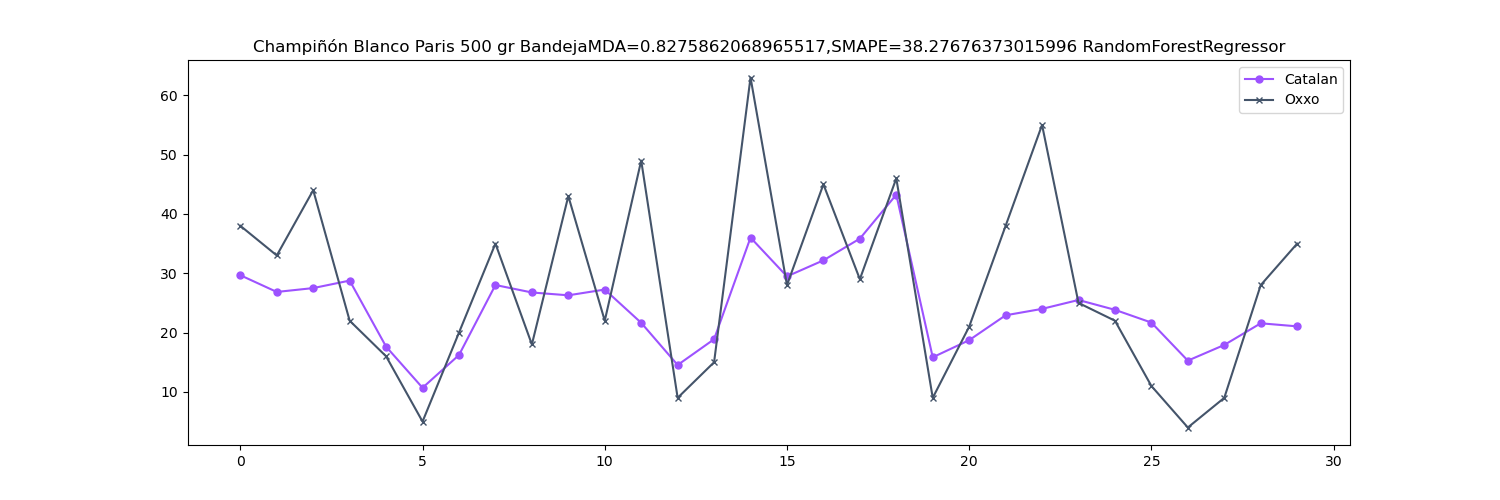 Champiñón Blanco Paris 500 gr BandejaMDA=0.8275862068965517,SMAPE=38.27676373015996 RandomForestRegressor
Catalan
Oxxo
60
50
40
30
20
10
0 5 10 15 20 25 30